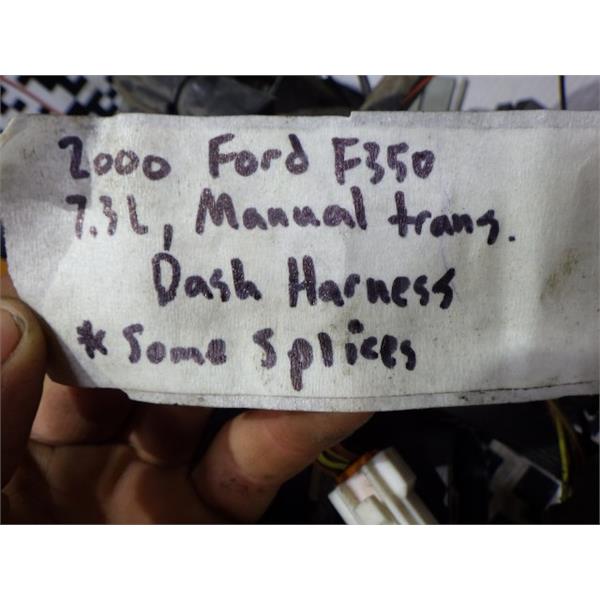 2000 Ford F350
7.3L, Manual trans.
Dash Harness
* Some Splices